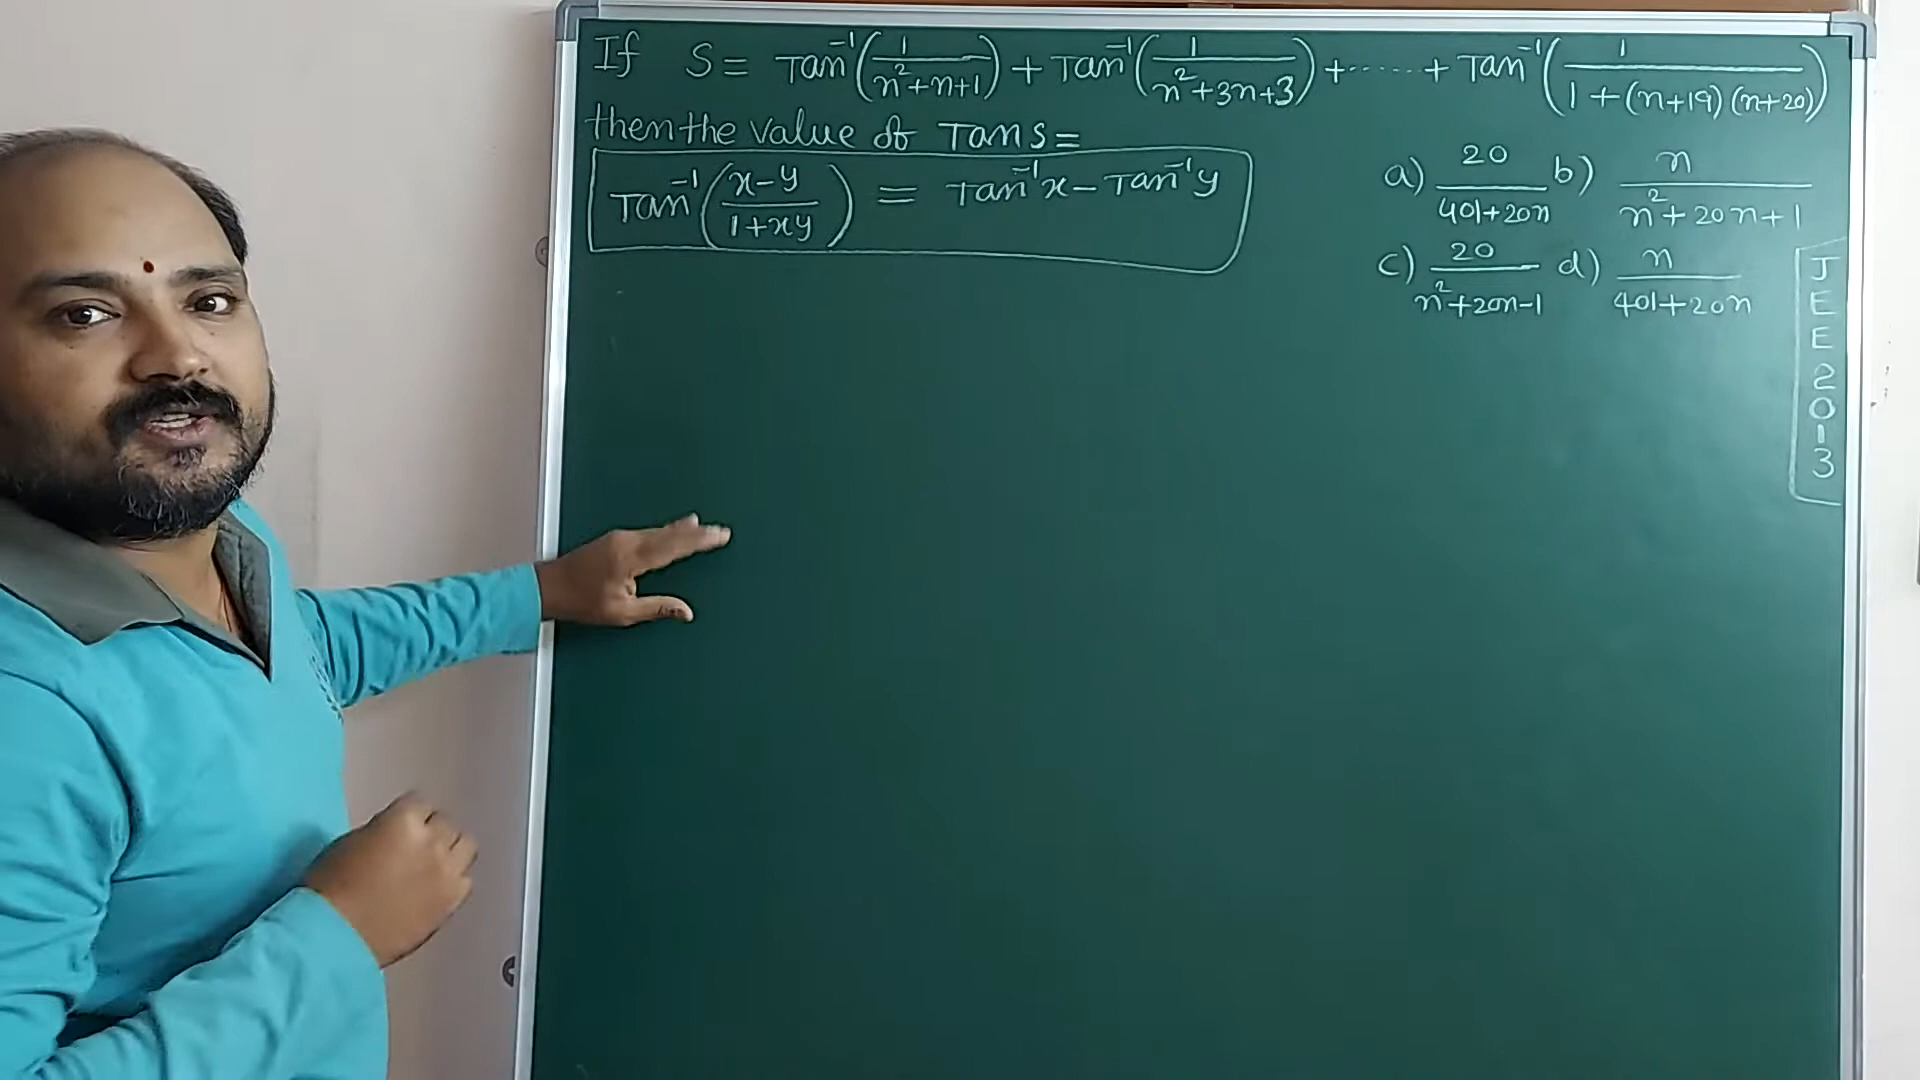 If S = Tan⁻¹(1/(n²+n+1)) + Tan⁻¹(1/(n²+3n+3)) + ...... + Tan⁻¹(1/(1+(n+19)(n+20)))
then the value of Tan S =
Tan⁻¹((x-y)/(1+xy)) = Tan⁻¹x - Tan⁻¹y
a) 20/(401+20n) b) n/(n²+20n+1)
c) 20/(n²+20n-1) d) n/(401+20n)
JEE 2013